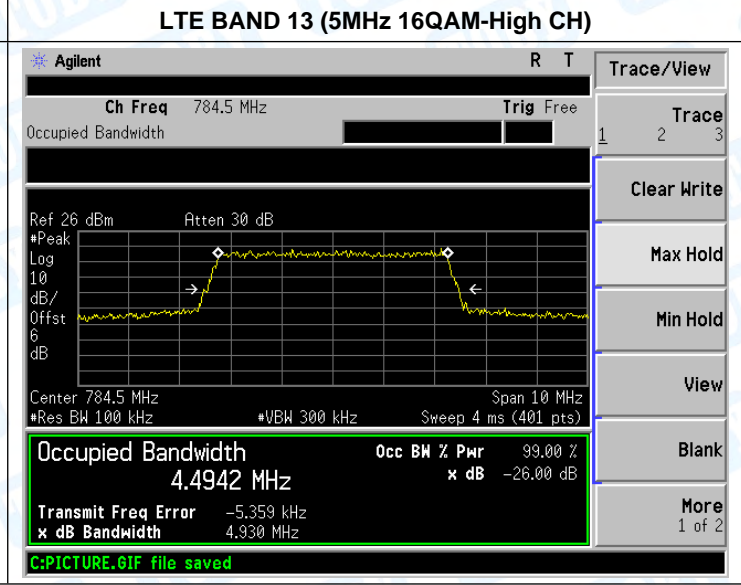 LTE BAND 13 (5MHz 16QAM-High CH)
Agilent R T
Trace/View
Ch Freq 784.5 MHz Trig Free
Occupied Bandwidth
Trace
1 2 3
Clear Write
Ref 26 dBm Atten 30 dB
#Peak
Log
10
dB/
Offst
6
dB
Max Hold
Min Hold
View
Center 784.5 MHz Span 10 MHz
#Res BW 100 kHz #VBW 300 kHz Sweep 4 ms (401 pts)
Occupied Bandwidth Occ BW % Pwr 99.00 %
4.4942 MHz x dB -26.00 dB
Blank
Transmit Freq Error -5.359 kHz
x dB Bandwidth 4.930 MHz
More
1 of 2
C:PICTURE.GIF file saved